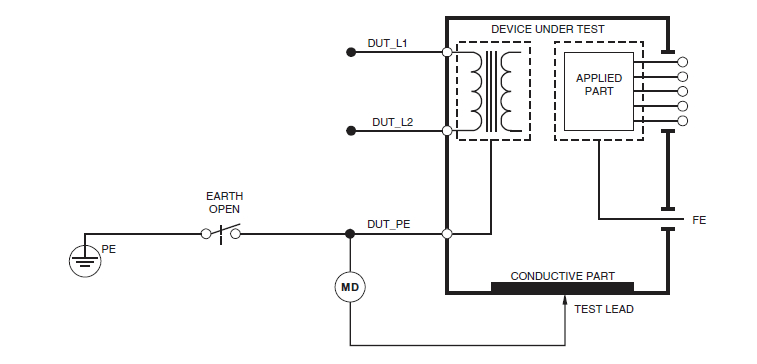 DEVICE UNDER TEST
DUT_L1
APPLIED
PART
DUT_L2
EARTH
OPEN
DUT_PE
FE
PE
CONDUCTIVE PART
MD
TEST LEAD